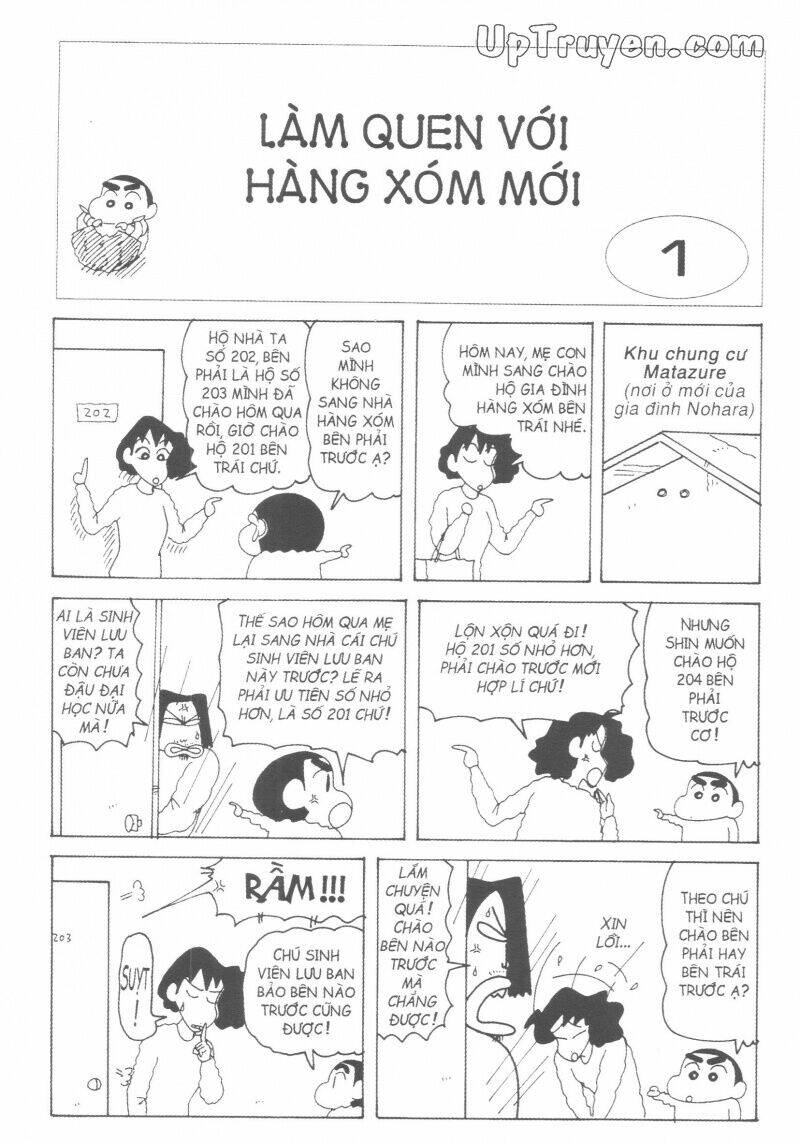 UpTruyen.com
LÀM QUEN VỚI
HÀNG XÓM MỚI
1
Khu chung cư
Matazure
(nơi ở mới của
gia đình Nohara)
HÔM NAY, MẸ CON
MÌNH SANG CHÀO
HỘ GIA ĐÌNH
HÀNG XÓM BÊN
TRÁI NHÉ.
SAO
MÌNH
KHÔNG
SANG NHÀ
HÀNG XÓM
BÊN PHẢI
TRƯỚC Ạ?
HỘ NHÀ TA
SỐ 202, BÊN
PHẢI LÀ HỘ SỐ
203 MÌNH ĐÃ
CHÀO HÔM QUA
RỒI, GIỜ CHÀO
HỘ 201 BÊN
TRÁI CHỨ.
202
NHƯNG
SHIN MUỐN
CHÀO HỘ
204 BÊN
PHẢI
TRƯỚC
CƠ!
LỘN XỘN QUÁ ĐI!
HỘ 201 SỐ NHỎ HƠN,
PHẢI CHÀO TRƯỚC MỚI
HỢP LÍ CHỨ!
THẾ SAO HÔM QUA MẸ
LẠI SANG NHÀ CÁI CHÚ
SINH VIÊN LƯU BAN
NÀY TRƯỚC? LẼ RA
PHẢI ƯU TIÊN SỐ NHỎ
HƠN, LÀ SỐ 201 CHỨ!
AI LÀ SINH
VIÊN LƯU
BAN? TA
CÒN CHƯA
ĐẬU ĐẠI
HỌC NỮA
MÀ!
THEO CHÚ
THÌ NÊN
CHÀO BÊN
PHẢI HAY
BÊN TRÁI
TRƯỚC Ạ?
XIN
LỖI...
LẮM
CHUYỆN
QUÁ!
CHÀO
BÊN NÀO
TRƯỚC
MÀ
CHẲNG
ĐƯỢC!
RẦM!!!
CHÚ SINH
VIÊN LƯU BAN
BẢO BÊN NÀO
TRƯỚC CŨNG
ĐƯỢC!
SUỴT
!
203